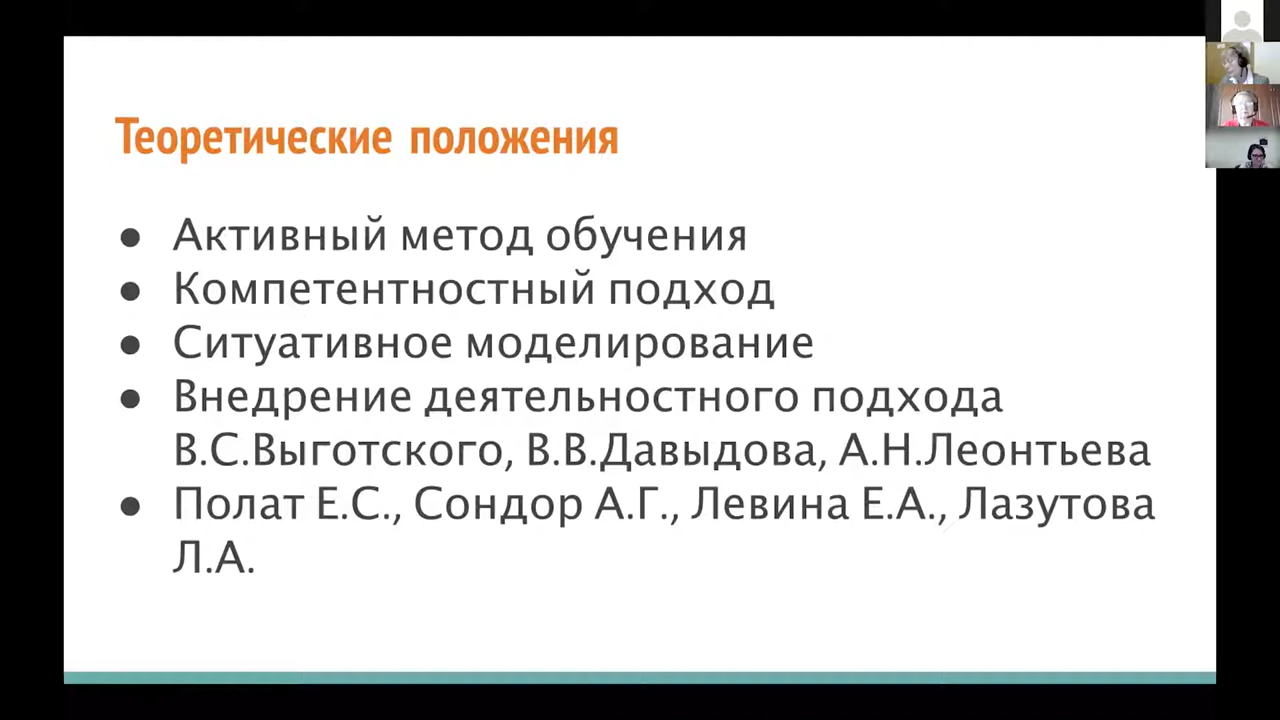 Теоретические положения
● Активный метод обучения
● Компетентностный подход
● Ситуативное моделирование
● Внедрение деятельностного подхода
В.С.Выготского, В.В.Давыдова, А.Н.Леонтьева
● Полат Е.С., Сондор А.Г., Левина Е.А., Лазутова
Л.А.